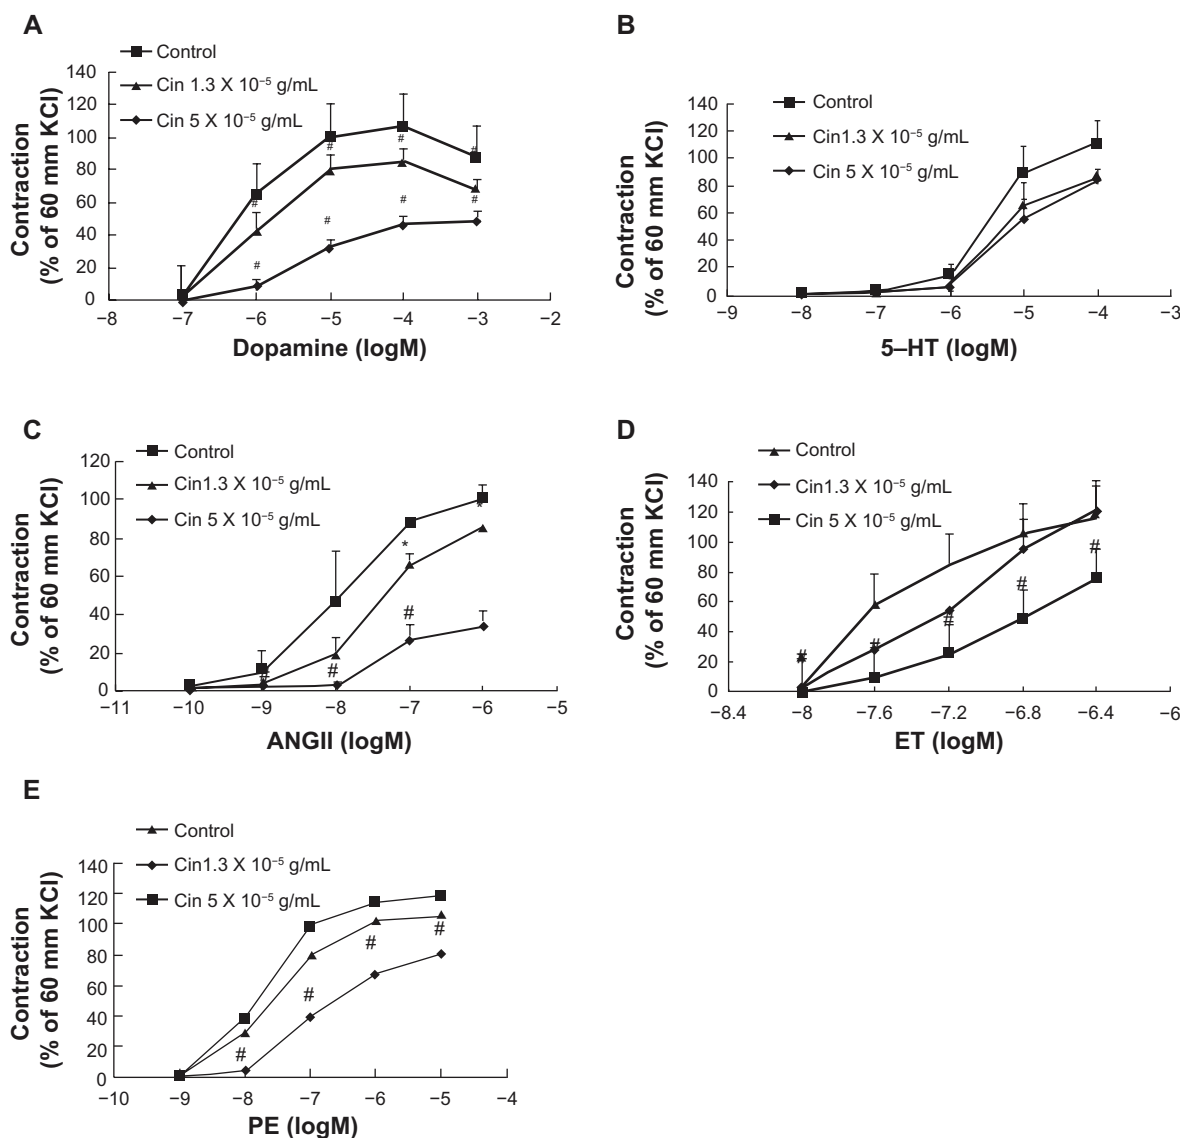 A
Control
Cin 1.3 X 10⁻⁵ g/mL
Cin 5 X 10⁻⁵ g/mL
Contraction
(% of 60 mm KCl)
140
120
100
80
60
40
20
0
# # #
# # # #
#
−8 −7 −6 −5 −4 −3 −2
Dopamine (logM)
B
Control
Cin1.3 X 10⁻⁵ g/mL
Cin 5 X 10⁻⁵ g/mL
Contraction
(% of 60 mm KCl)
140
120
100
80
60
40
20
0
−9 −8 −7 −6 −5 −4 −3
5–HT (logM)
C
Control
Cin1.3 X 10⁻⁵ g/mL
Cin 5 X 10⁻⁵ g/mL
Contraction
(% of 60 mm KCl)
120
100
80
60
40
20
0
*
*
#
# #
−11 −10 −9 −8 −7 −6 −5
ANGII (logM)
D
Control
Cin1.3 X 10⁻⁵ g/mL
Cin 5 X 10⁻⁵ g/mL
Contraction
(% of 60 mm KCl)
140
120
100
80
60
40
20
0
# # # # #
−8.4 −8 −7.6 −7.2 −6.8 −6.4 −6
ET (logM)
E
Control
Cin1.3 X 10⁻⁵ g/mL
Cin 5 X 10⁻⁵ g/mL
Contraction
(% of 60 mm KCl)
140
120
100
80
60
40
20
0
# # # #
−10 −9 −8 −7 −6 −5 −4
PE (logM)